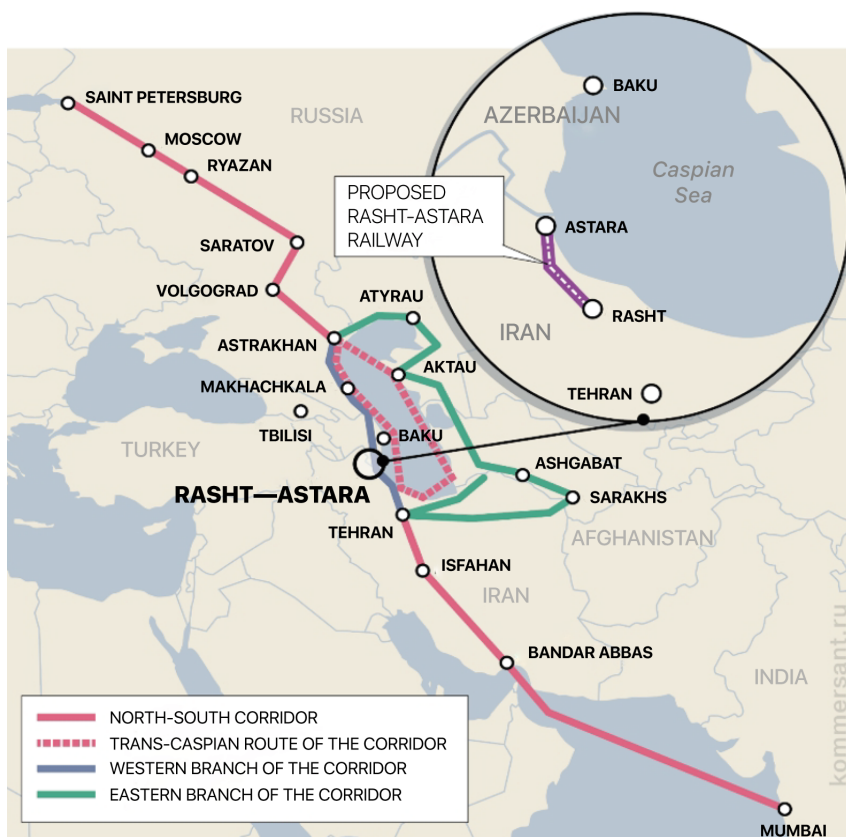 SAINT PETERSBURG
RUSSIA
MOSCOW
RYAZAN
SARATOV
VOLGOGRAD
ATYRAU
ASTRAKHAN
AKTAU
MAKHACHKALA
TBILISI
BAKU
TURKEY
RASHT—ASTARA
ASHGABAT
SARAKHS
TEHRAN
AFGHANISTAN
ISFAHAN
IRAN
BANDAR ABBAS
INDIA
MUMBAI
BAKU
AZERBAIJAN
Caspian
Sea
PROPOSED
RASHT-ASTARA
RAILWAY
ASTARA
RASHT
IRAN
TEHRAN
NORTH-SOUTH CORRIDOR
TRANS-CASPIAN ROUTE OF THE CORRIDOR
WESTERN BRANCH OF THE CORRIDOR
EASTERN BRANCH OF THE CORRIDOR
kommersant.ru